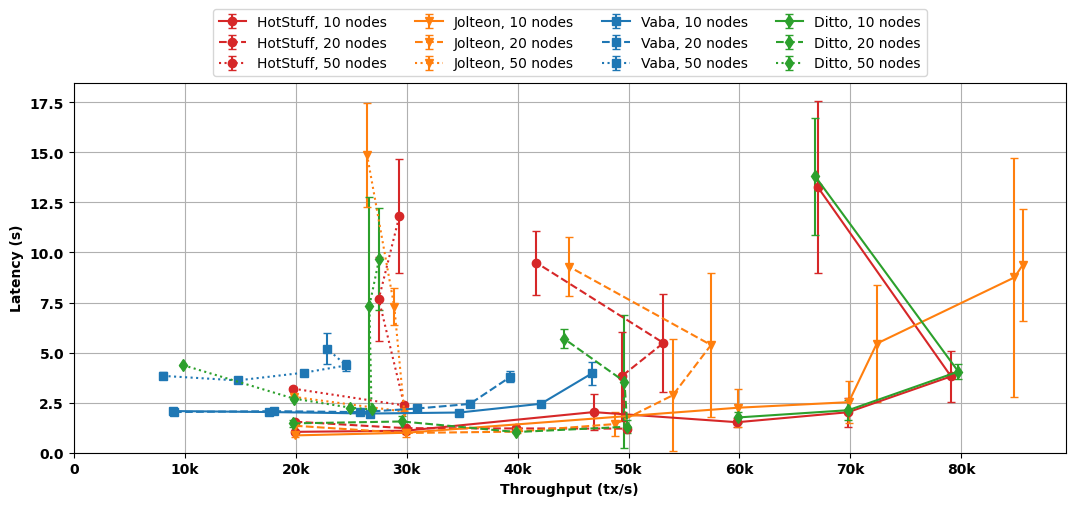 HotStuff, 10 nodes Jolteon, 10 nodes Vaba, 10 nodes Ditto, 10 nodes
HotStuff, 20 nodes Jolteon, 20 nodes Vaba, 20 nodes Ditto, 20 nodes
HotStuff, 50 nodes Jolteon, 50 nodes Vaba, 50 nodes Ditto, 50 nodes
17.5
15.0
12.5
10.0
7.5
5.0
2.5
0.0
Latency (s)
0 10k 20k 30k 40k 50k 60k 70k 80k
Throughput (tx/s)